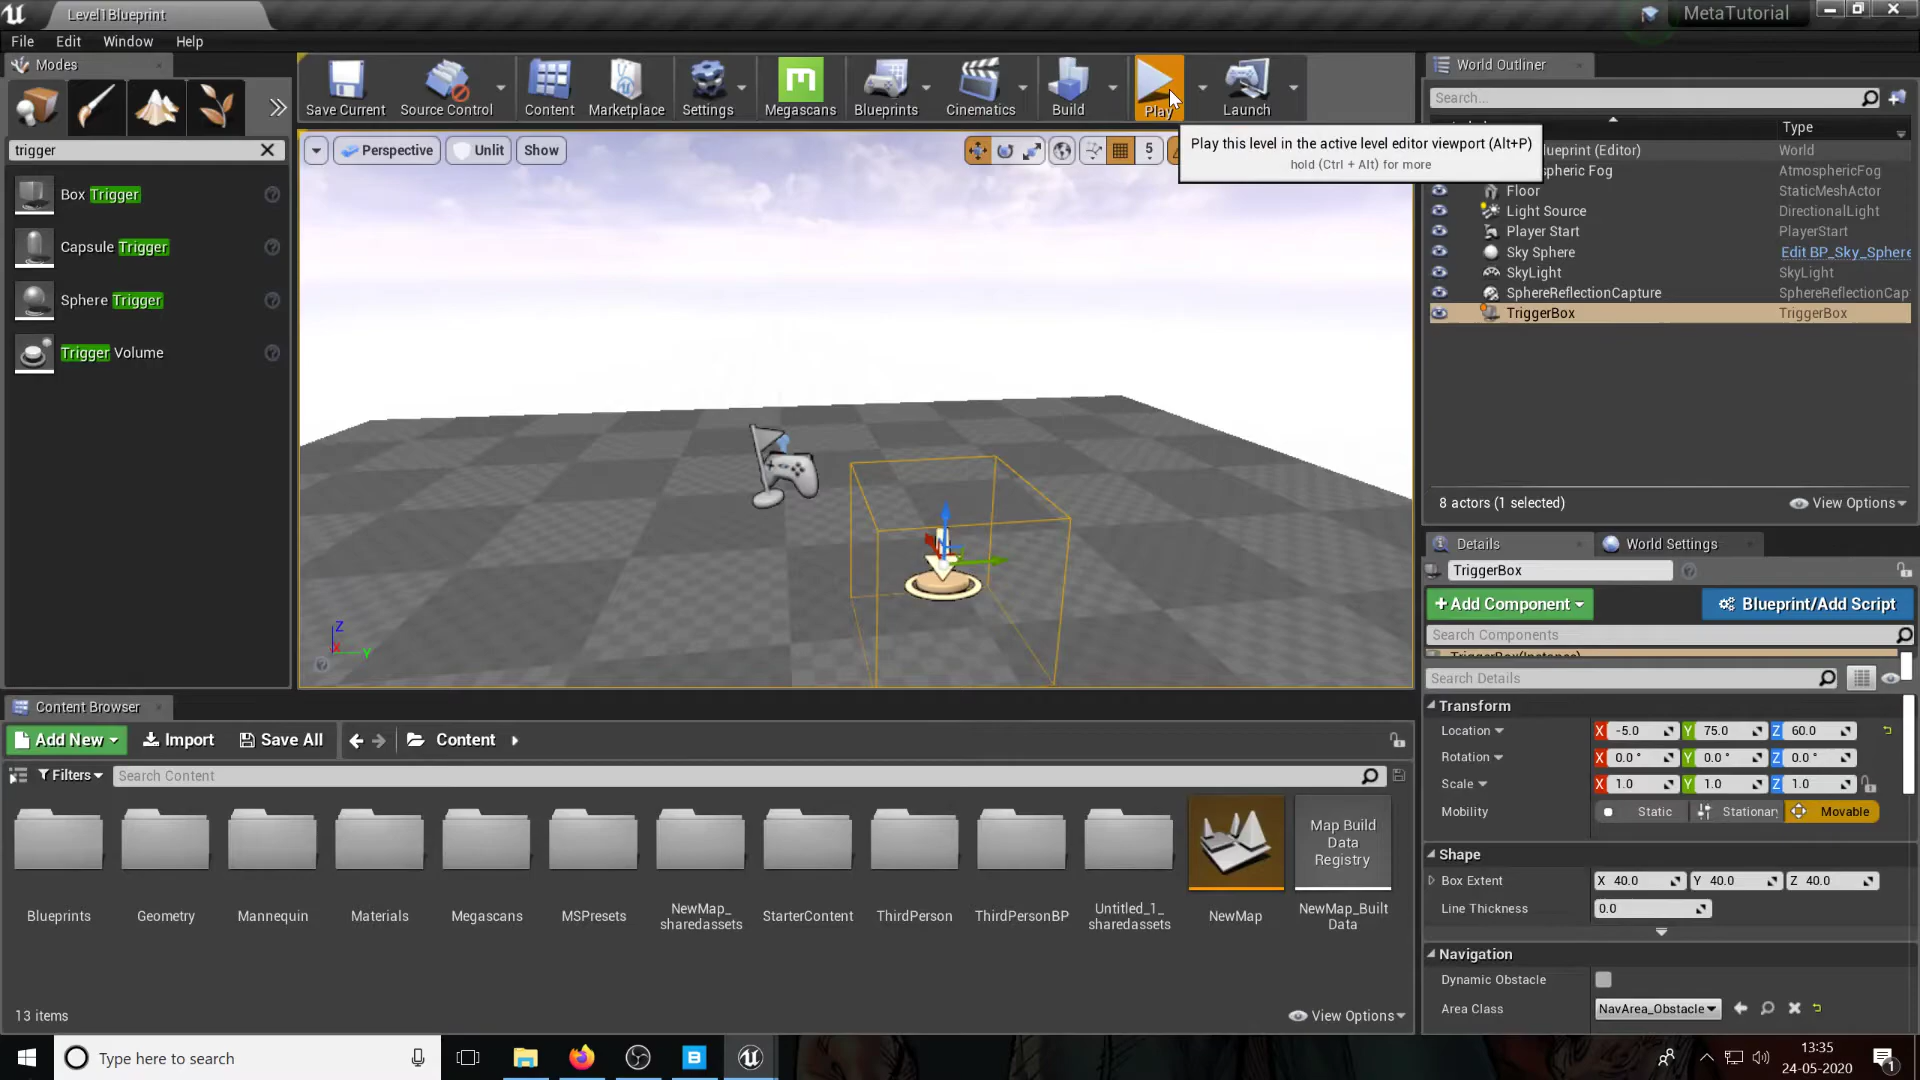 Level1Blueprint
MetaTutorial
File
Edit
Window
Help
Modes
trigger
Box Trigger
Capsule Trigger
Sphere Trigger
Trigger Volume
Save Current
Source Control
Content
Marketplace
Settings
Megascans
Blueprints
Cinematics
Build
Play
Launch
Perspective
Unlit
Show
5
Play this level in the active level editor viewport (Alt+P)
hold (Ctrl + Alt) for more
Z
X
Y
World Outliner
Search...
Type
ueprint (Editor)
World
spheric Fog
AtmosphericFog
Floor
StaticMeshActor
Light Source
DirectionalLight
Player Start
PlayerStart
Sky Sphere
Edit BP_Sky_Sphere
SkyLight
SkyLight
SphereReflectionCapture
SphereReflectionCap
TriggerBox
TriggerBox
8 actors (1 selected)
View Options
Details
World Settings
TriggerBox
+Add Component
Blueprint/Add Script
Search Components
TriggerBox(Instance)
Search Details
Transform
Location
X -5.0
Y 75.0
Z 60.0
Rotation
X 0.0 °
Y 0.0 °
Z 0.0 °
Scale
X 1.0
Y 1.0
Z 1.0
Mobility
Static
Stationar
Movable
Shape
Box Extent
X 40.0
Y 40.0
Z 40.0
Line Thickness
0.0
Navigation
Dynamic Obstacle
Area Class
NavArea_Obstacle
Content Browser
Add New
Import
Save All
Content
Filters
Search Content
Blueprints
Geometry
Mannequin
Materials
Megascans
MSPresets
NewMap_
sharedassets
StarterContent
ThirdPerson
ThirdPersonBP
Untitled_1_
sharedassets
NewMap
Map Build
Data
Registry
NewMap_Built
Data
13 items
View Options
Type here to search
B
13:35
24-05-2020
1